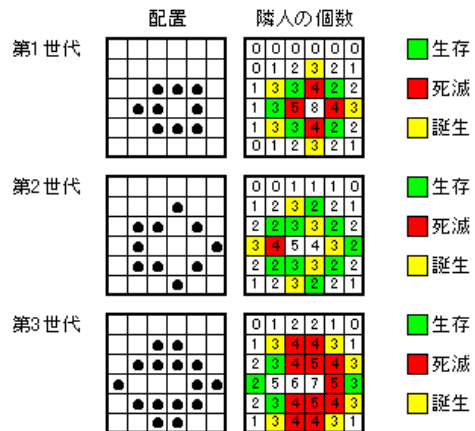 配置 隣人の個数
第1世代
0 0 0 0 0 0
0 1 2 3 2 1
1 3 3 4 2 2
1 3 5 8 4 3
1 3 3 4 2 2
0 1 2 3 2 1
生存
死滅
誕生
第2世代
0 0 1 1 1 0
1 2 3 2 2 1
2 2 3 3 2 2
3 4 5 4 3 2
2 2 3 3 2 2
1 2 3 2 2 1
生存
死滅
誕生
第3世代
0 1 2 2 1 0
1 3 4 4 3 1
2 3 4 5 4 3
2 5 6 7 5 3
2 3 4 5 4 3
1 3 4 4 3 1
生存
死滅
誕生